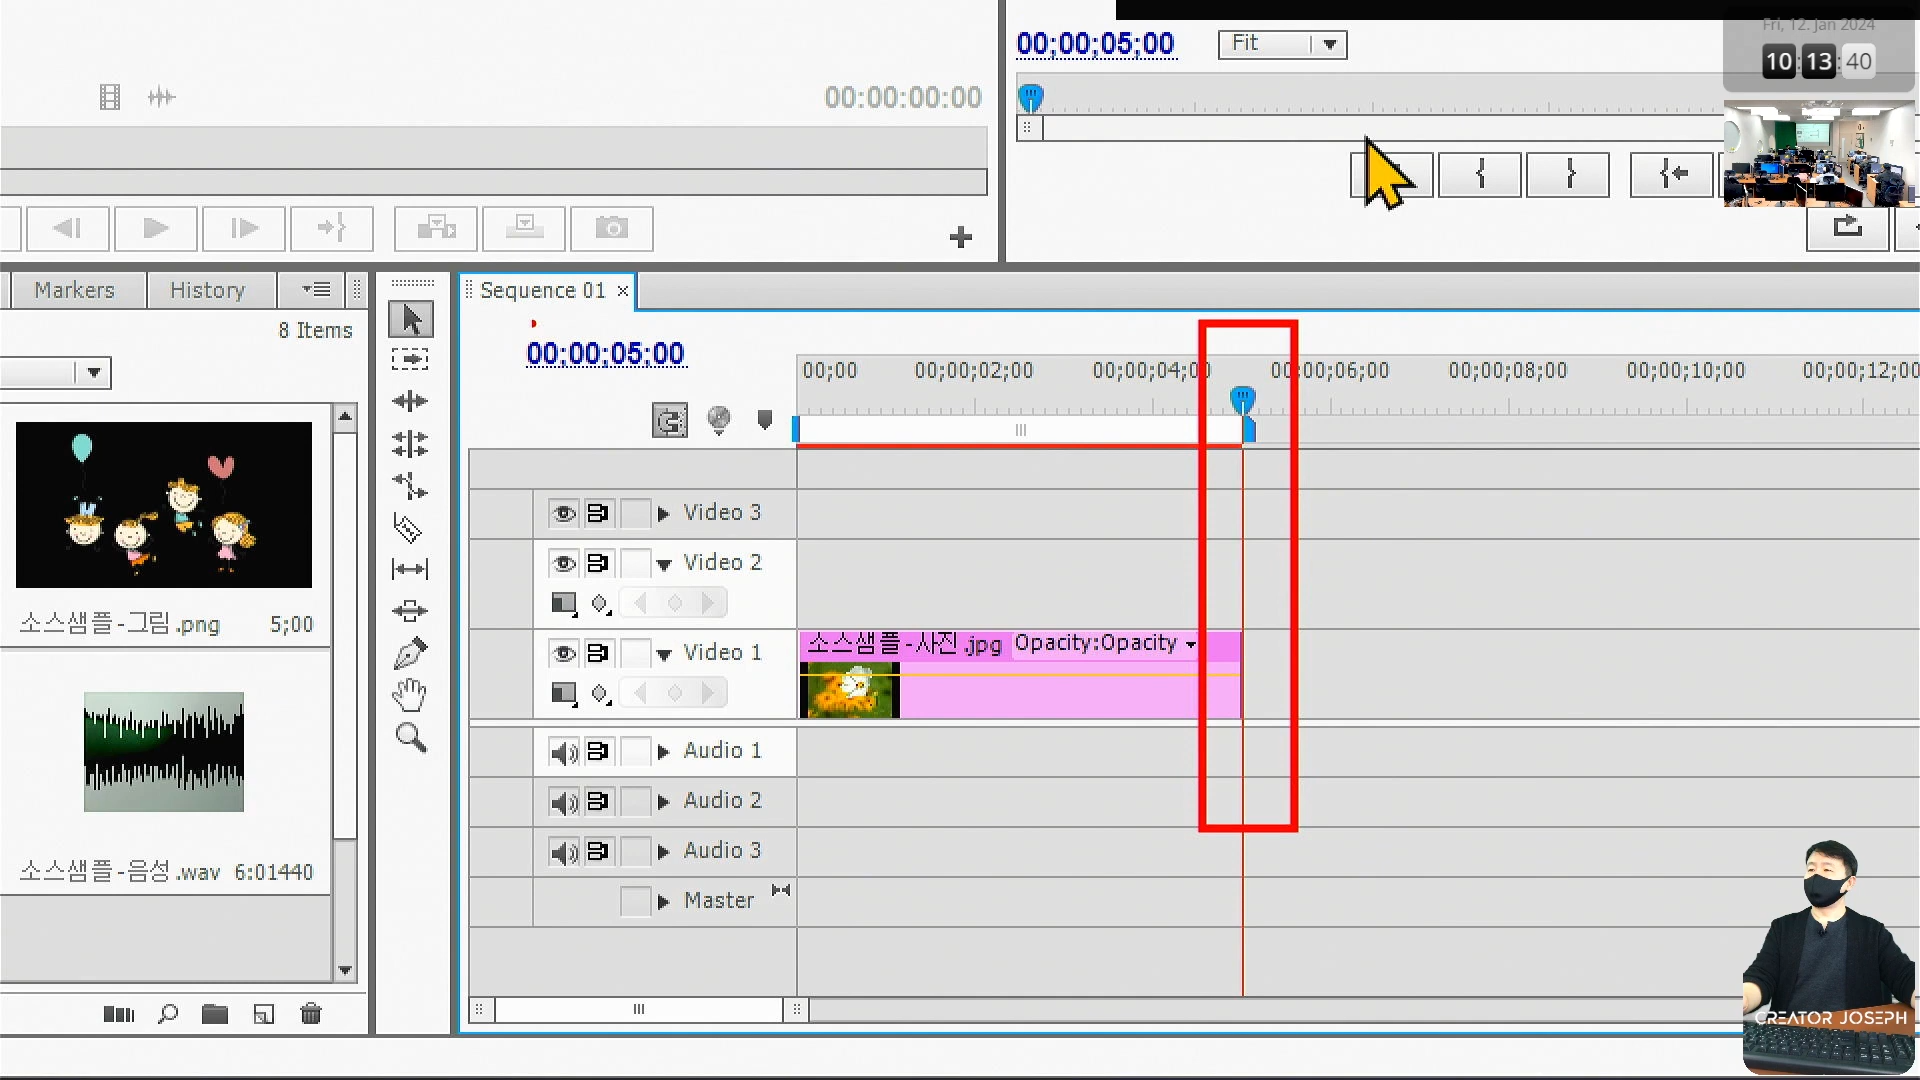 00;00;05;00
Fit
Fri, 12. Jan 2024
10:13:40
00:00:00:00
Markers
History
8 Items
Sequence 01
00;00;05;00
00;00
00;00;02;00
00;00;04;00
00;00;06;00
00;00;08;00
00;00;10;00
00;00;12;00
Video 3
Video 2
Video 1
소스샘플-사진.jpg Opacity:Opacity
소스샘플-그림.png 5;00
Audio 1
Audio 2
Audio 3
Master
소스샘플-음성.wav 6:01440
CREATOR JOSEPH